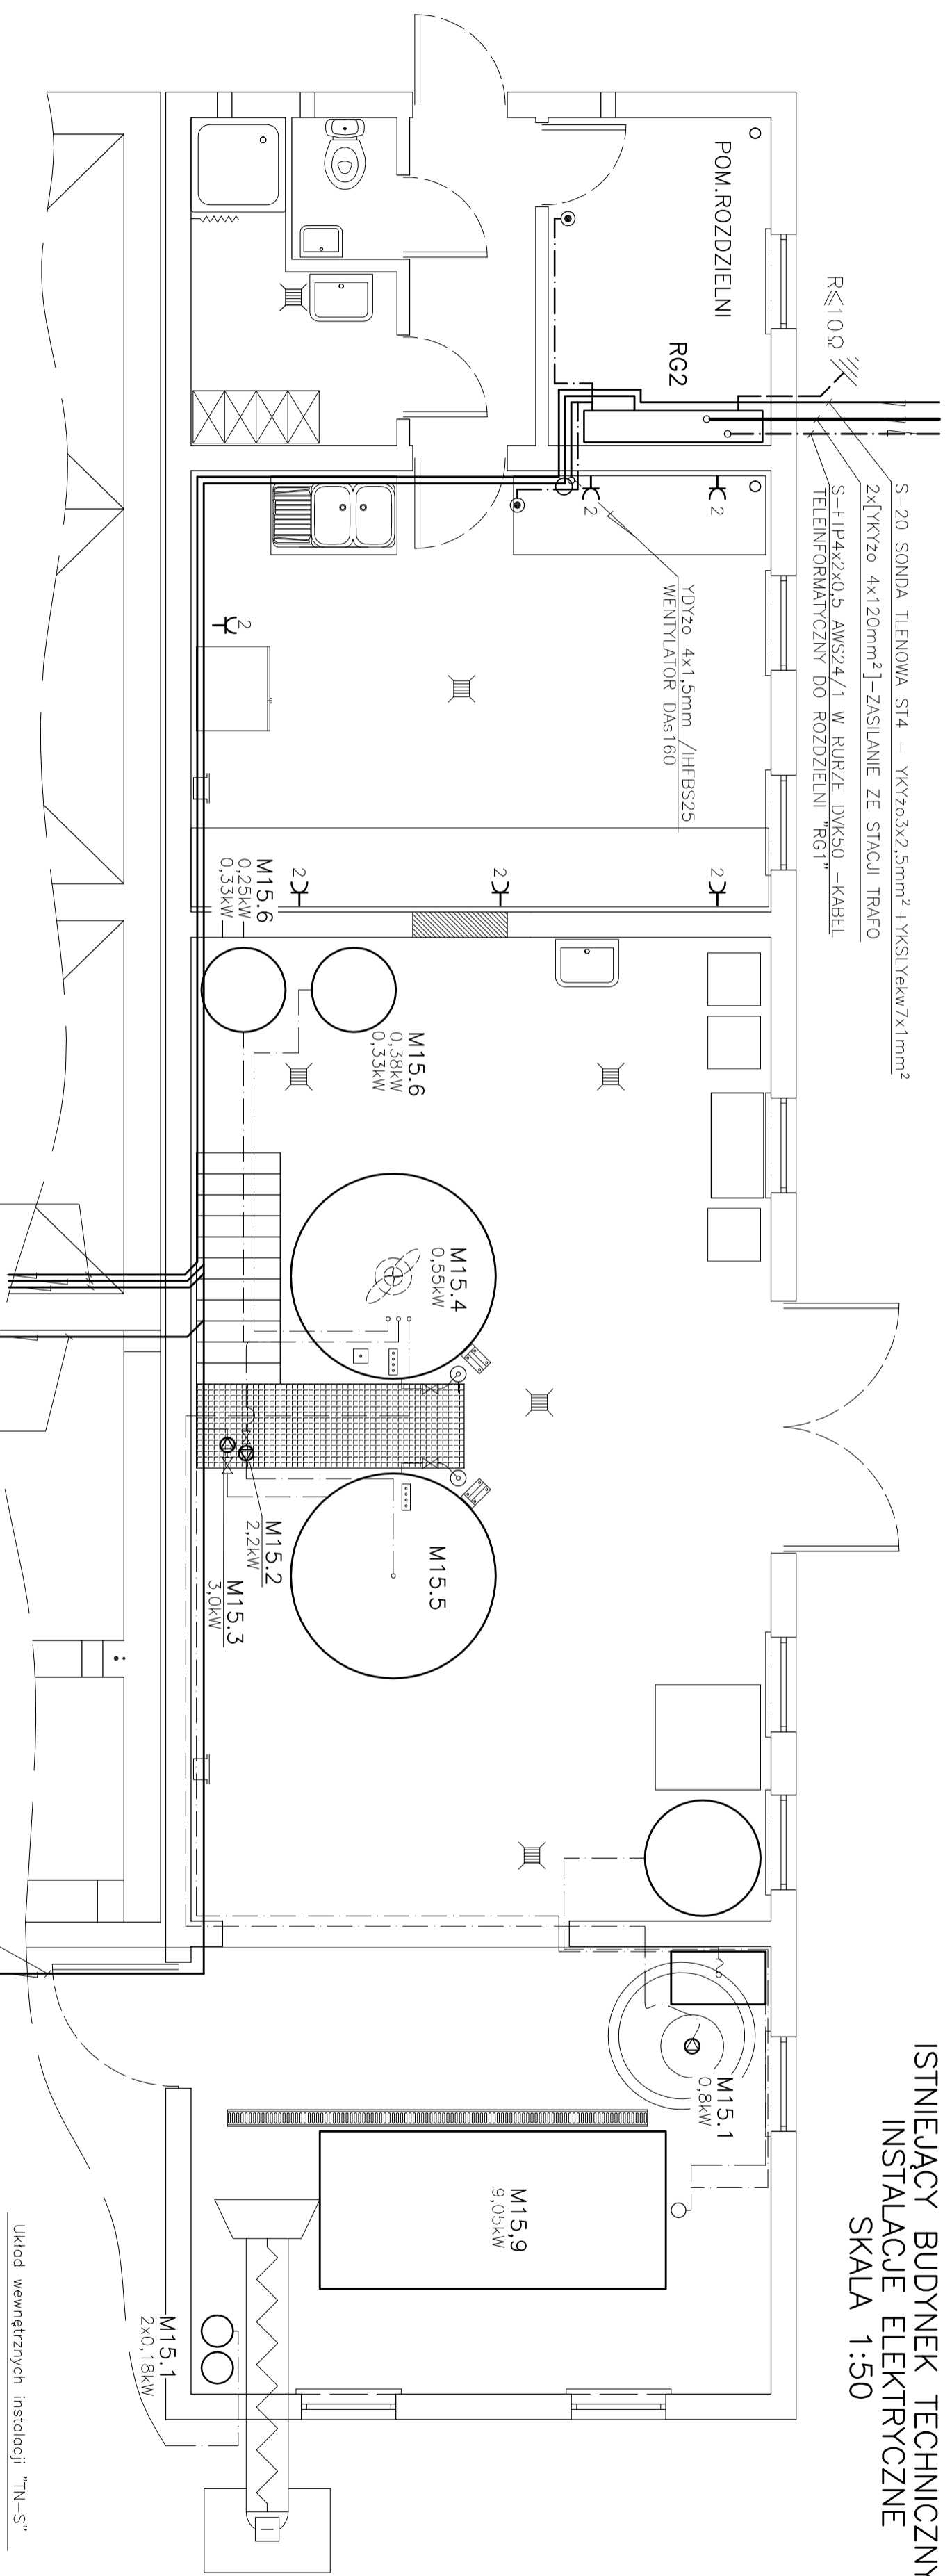 ISTNIEJĄCY BUDYNEK TECHNICZNY
INSTALACJE ELEKTRYCZNE
SKALA 1:50
S-20 SONDA TLENOWA ST4 - YKYżo3x2,5mm²+YKSLYekw7x1mm²
2x[YKYżo 4x120mm²]-ZASILANIE ZE STACJI TRAFO
S-FTP4x2x0,5 AWS24/1 W RURZE DVK50 -KABEL
TELEINFORMATYCZNY DO ROZDZIELNI "RG1"
R≤10Ω
POM.ROZDZIELNI
RG2
2
2
YDYżo 4x1,5mm /IHFBS25
WENTYLATOR DAs160
2
2
2
2
M15.6
0,25kW
0,33kW
M15.6
0,38kW
0,33kW
M15.4
0,55kW
M15.5
M15.2
2,2kW
M15.3
3,0kW
M15.1
0,8kW
M15,9
9,05kW
M15.1
2x0,18kW
Układ wewnętrznych instalacji "TN-S"